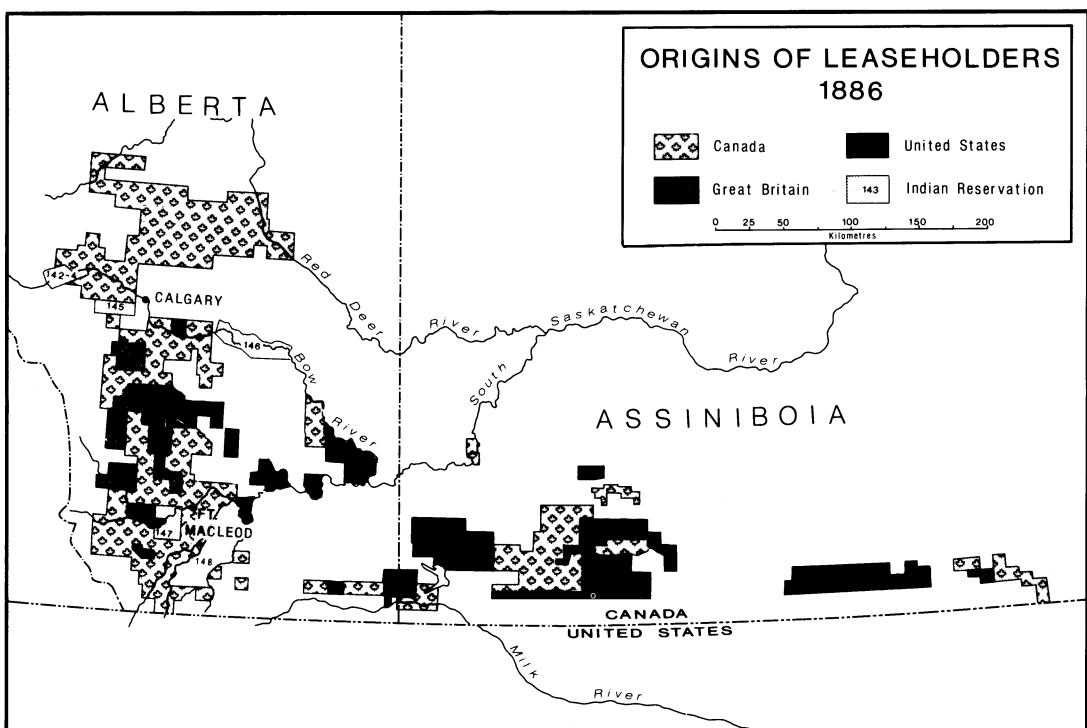 ORIGINS OF LEASEHOLDERS
1886
Canada
United States
Great Britain
143
Indian Reservation
0 25 50 100 150 200
Kilometres
ALBERTA
142-4
CALGARY
145
146
Red Deer River
South Saskatchewan River
Bow River
ASSINIBOIA
FT.
MACLEOD
147
148
CANADA
UNITED STATES
Milk River